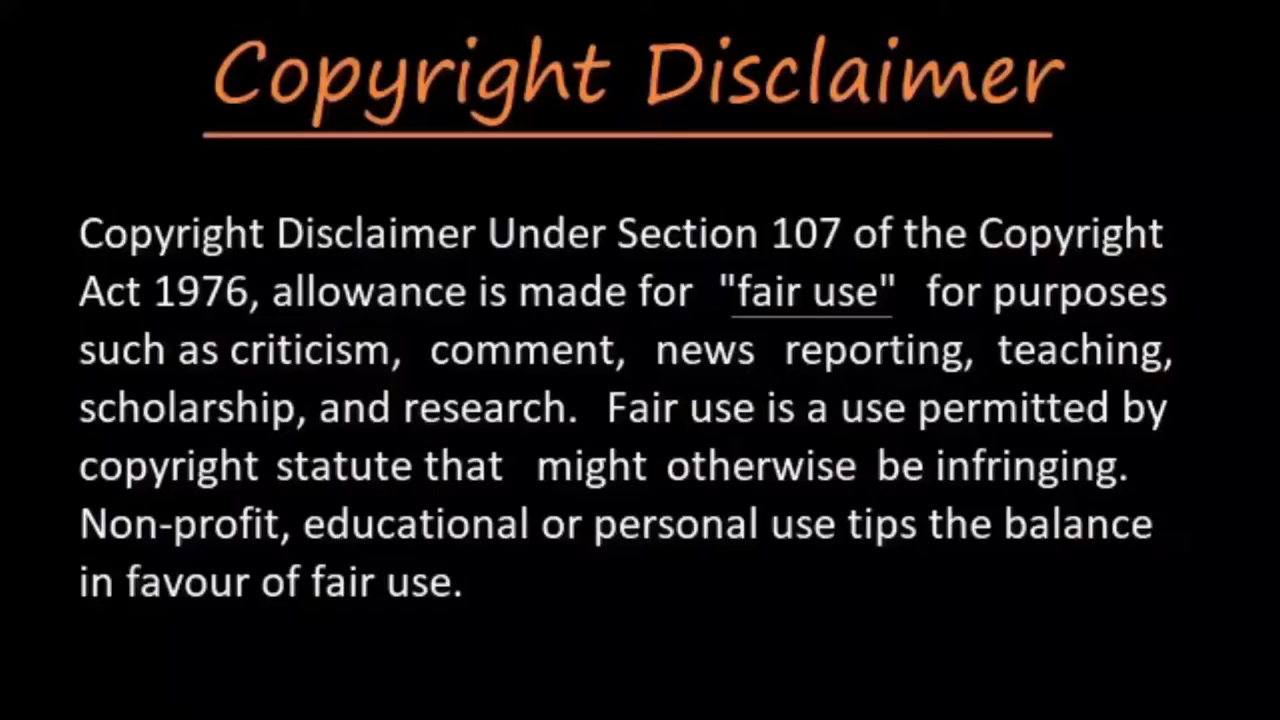 Copyright Disclaimer
Copyright Disclaimer Under Section 107 of the Copyright
Act 1976, allowance is made for "fair use" for purposes
such as criticism, comment, news reporting, teaching,
scholarship, and research. Fair use is a use permitted by
copyright statute that might otherwise be infringing.
Non-profit, educational or personal use tips the balance
in favour of fair use.